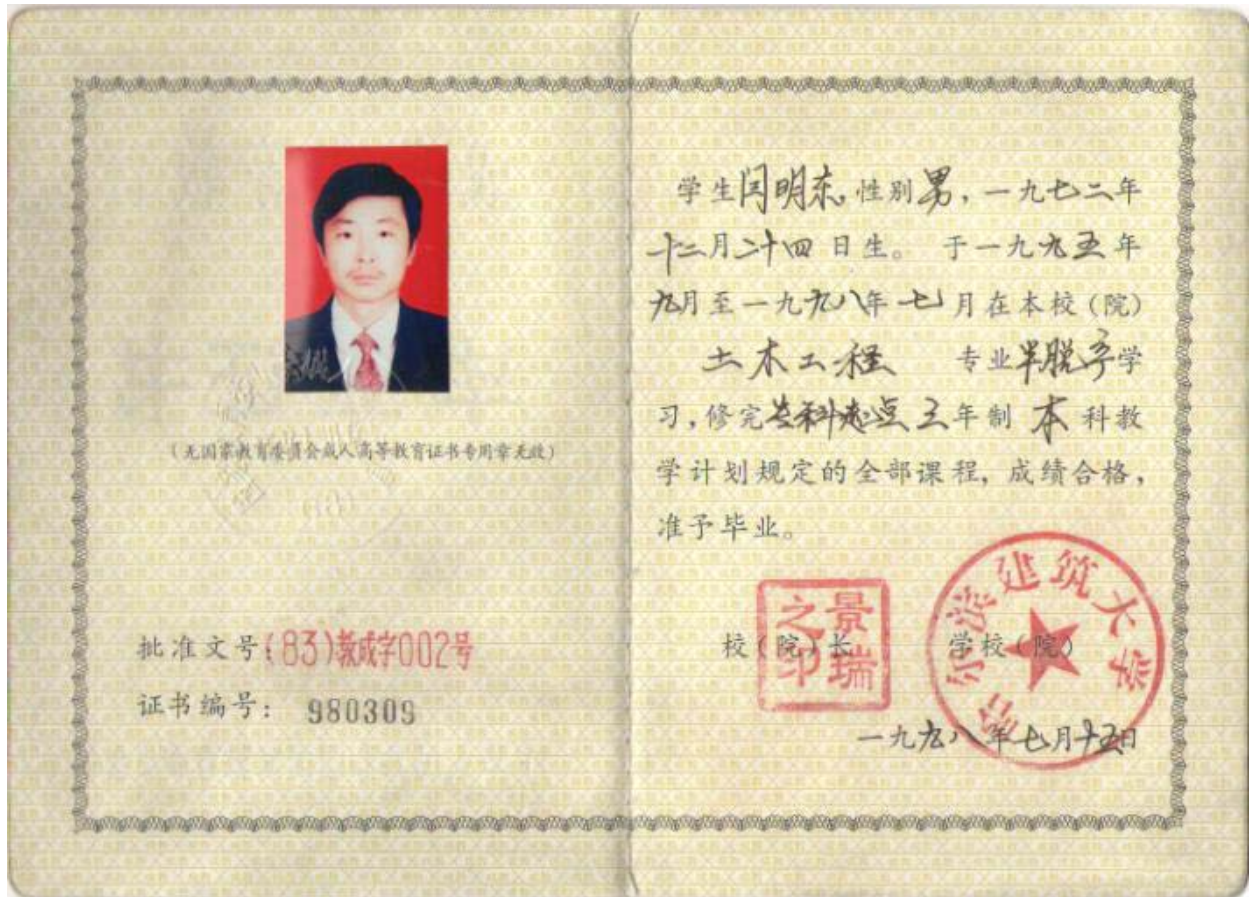 (无国家教育委员会成人高等教育证书专用章无效)
批准文号:(83)教成字002号
证书编号: 980309
学生闫明东,性别男,一九七二年
十二月二十四日生。 于一九九五年
九月至一九九八年七月在本校(院)
土木工程 专业半脱产学
习,修完专科起点三年制 本 科教
学计划规定的全部课程, 成绩合格,
准予毕业。
校(院)长
景瑞之印
学校(院)
哈尔滨建筑大学
一九九八年七月十五日